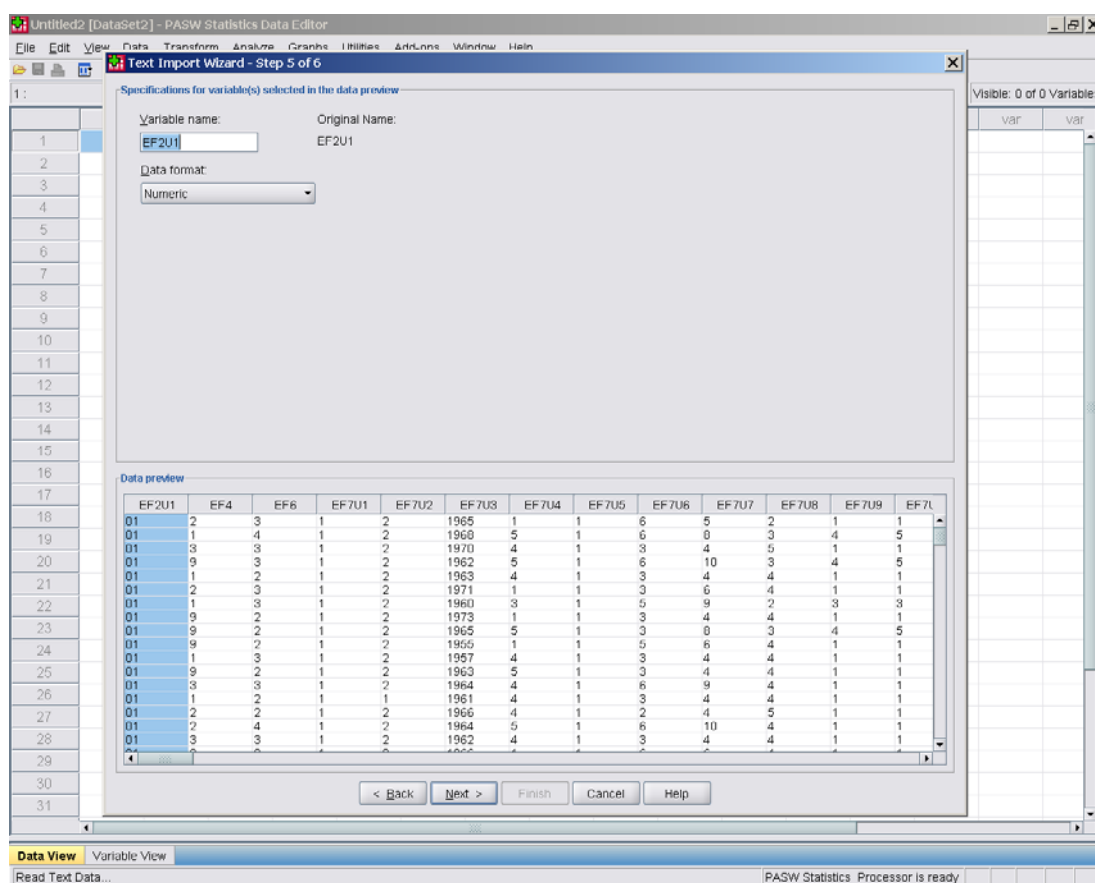 Untitled2 [DataSet2] - PASW Statistics Data Editor
File Edit View Data Transform Analyze Graphs Utilities Add-ons Window Help
Text Import Wizard - Step 5 of 6
1 :
Visible: 0 of 0 Variable
Specifications for variable(s) selected in the data preview
Variable name: Original Name:
EF2U1 EF2U1
Data format:
Numeric
var var
1
2
3
4
5
6
7
8
9
10
11
12
13
14
15
16
17
18
19
20
21
22
23
24
25
26
27
28
29
30
31
Data preview
EF2U1 EF4 EF6 EF7U1 EF7U2 EF7U3 EF7U4 EF7U5 EF7U6 EF7U7 EF7U8 EF7U9 EF7U
01 2 3 1 2 1965 1 1 6 5 2 1 1
01 1 4 1 2 1968 5 1 6 8 3 4 5
01 3 3 1 2 1970 4 1 3 4 5 1 1
01 9 3 1 2 1962 5 1 6 10 3 4 5
01 1 2 1 2 1963 4 1 3 4 4 1 1
01 2 3 1 2 1971 1 1 3 6 4 1 1
01 1 3 1 2 1960 3 1 5 9 2 3 3
01 9 2 1 2 1973 1 1 3 4 4 1 1
01 9 2 1 2 1965 5 1 3 8 3 4 5
01 9 2 1 2 1955 1 1 5 6 4 1 1
01 1 3 1 2 1957 4 1 3 4 4 1 1
01 9 2 1 2 1963 5 1 3 4 4 1 1
01 3 3 1 2 1964 4 1 6 9 4 1 1
01 1 2 1 1 1961 4 1 3 4 4 1 1
01 2 2 1 2 1966 4 1 2 4 5 1 1
01 2 4 1 2 1964 5 1 6 10 4 1 1
01 3 3 1 2 1962 4 1 3 4 4 1 1
< Back Next > Finish Cancel Help
Data View Variable View
Read Text Data... PASW Statistics Processor is ready